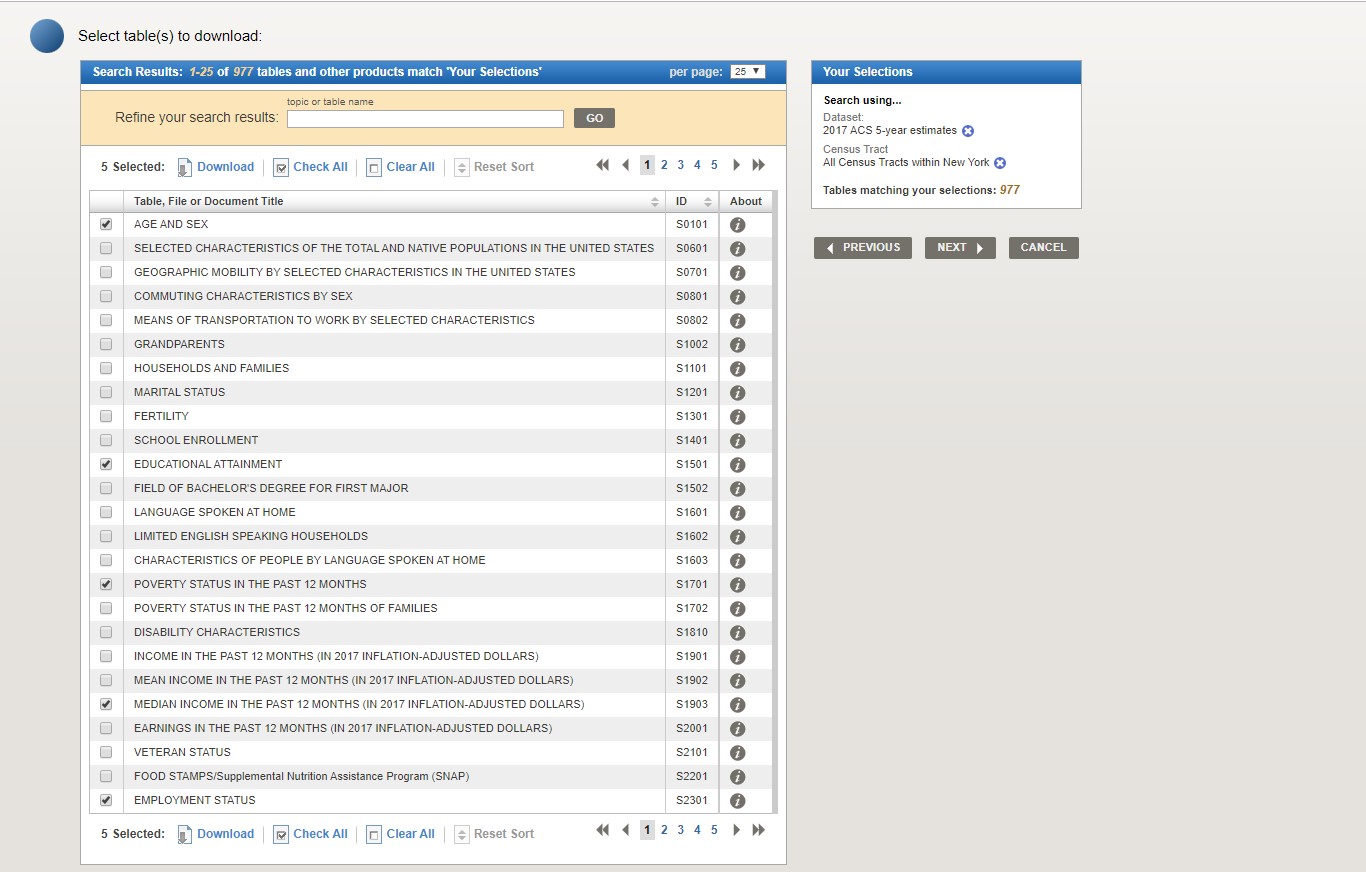 Select table(s) to download:
Search Results: 1-25 of 977 tables and other products match 'Your Selections' per page: 25
topic or table name
Refine your search results: GO
5 Selected: Download Check All Clear All Reset Sort 1 2 3 4 5
Table, File or Document Title ID About
AGE AND SEX S0101
SELECTED CHARACTERISTICS OF THE TOTAL AND NATIVE POPULATIONS IN THE UNITED STATES S0601
GEOGRAPHIC MOBILITY BY SELECTED CHARACTERISTICS IN THE UNITED STATES S0701
COMMUTING CHARACTERISTICS BY SEX S0801
MEANS OF TRANSPORTATION TO WORK BY SELECTED CHARACTERISTICS S0802
GRANDPARENTS S1002
HOUSEHOLDS AND FAMILIES S1101
MARITAL STATUS S1201
FERTILITY S1301
SCHOOL ENROLLMENT S1401
EDUCATIONAL ATTAINMENT S1501
FIELD OF BACHELOR'S DEGREE FOR FIRST MAJOR S1502
LANGUAGE SPOKEN AT HOME S1601
LIMITED ENGLISH SPEAKING HOUSEHOLDS S1602
CHARACTERISTICS OF PEOPLE BY LANGUAGE SPOKEN AT HOME S1603
POVERTY STATUS IN THE PAST 12 MONTHS S1701
POVERTY STATUS IN THE PAST 12 MONTHS OF FAMILIES S1702
DISABILITY CHARACTERISTICS S1810
INCOME IN THE PAST 12 MONTHS (IN 2017 INFLATION-ADJUSTED DOLLARS) S1901
MEAN INCOME IN THE PAST 12 MONTHS (IN 2017 INFLATION-ADJUSTED DOLLARS) S1902
MEDIAN INCOME IN THE PAST 12 MONTHS (IN 2017 INFLATION-ADJUSTED DOLLARS) S1903
EARNINGS IN THE PAST 12 MONTHS (IN 2017 INFLATION-ADJUSTED DOLLARS) S2001
VETERAN STATUS S2101
FOOD STAMPS/Supplemental Nutrition Assistance Program (SNAP) S2201
EMPLOYMENT STATUS S2301
5 Selected: Download Check All Clear All Reset Sort 1 2 3 4 5
Your Selections
Search using...
Dataset:
2017 ACS 5-year estimates
Census Tract
All Census Tracts within New York
Tables matching your selections: 977
PREVIOUS NEXT CANCEL